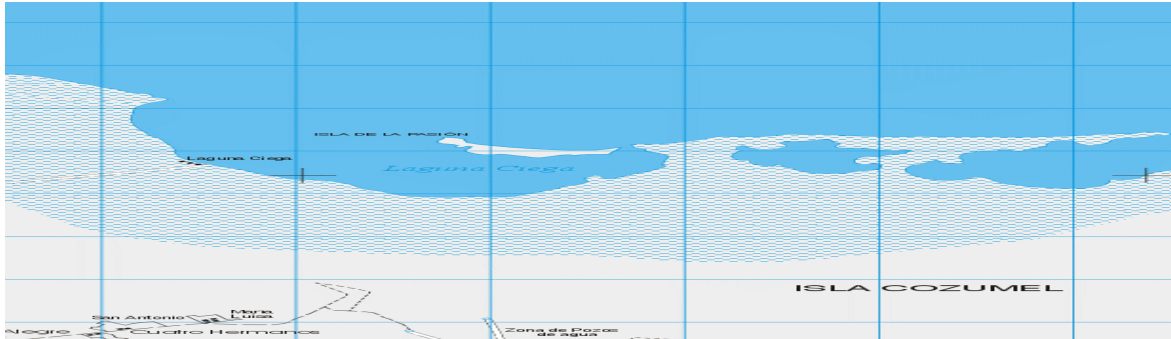 ISLA DE LA PASIÓN
Laguna Ciega
Laguna Ciega
ISLA COZUMEL
San Antonio
Maria
Luisa
Alegre
Cuatro Hermanos
Zona de Pozos
de agua